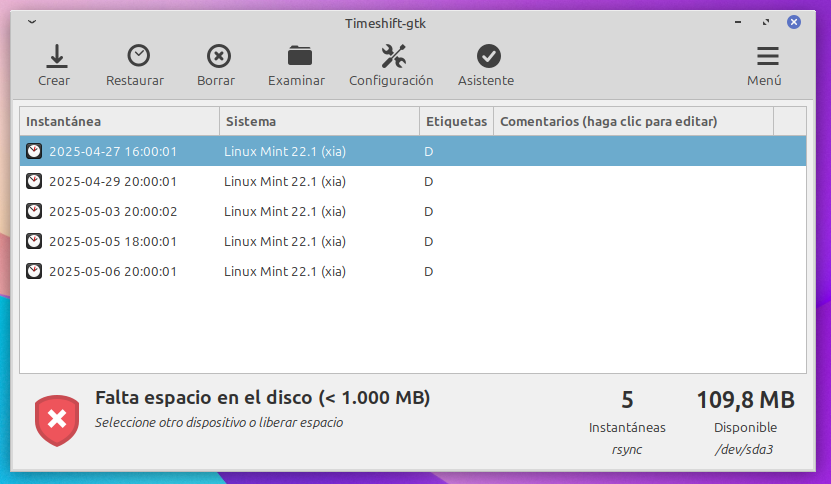 Timeshift-gtk
Crear Restaurar Borrar Examinar Configuración Asistente Menú
Instantánea Sistema Etiquetas Comentarios (haga clic para editar)
2025-04-27 16:00:01 Linux Mint 22.1 (xia) D
2025-04-29 20:00:01 Linux Mint 22.1 (xia) D
2025-05-03 20:00:02 Linux Mint 22.1 (xia) D
2025-05-05 18:00:01 Linux Mint 22.1 (xia) D
2025-05-06 20:00:01 Linux Mint 22.1 (xia) D
Falta espacio en el disco (< 1.000 MB)
Seleccione otro dispositivo o liberar espacio
5
Instantáneas
rsync
109,8 MB
Disponible
/dev/sda3